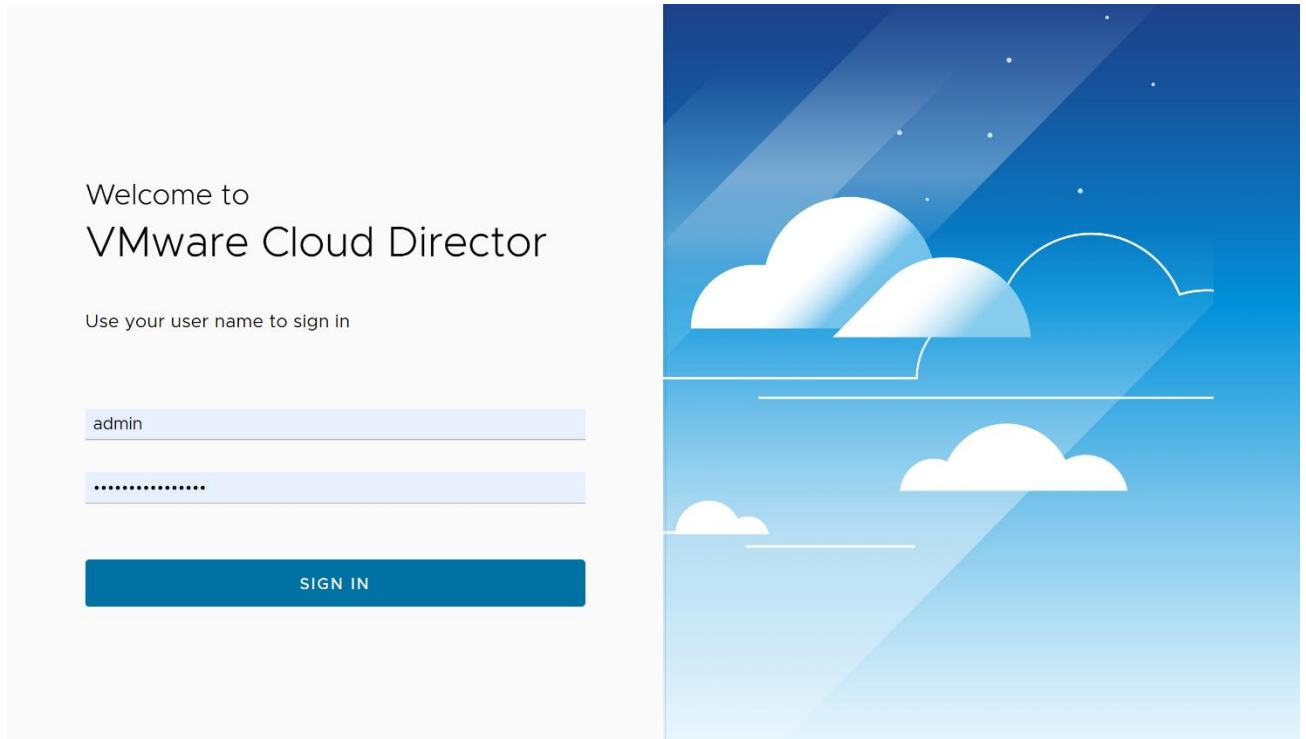 Welcome to
VMware Cloud Director
Use your user name to sign in
admin
••••••••••••••••
SIGN IN